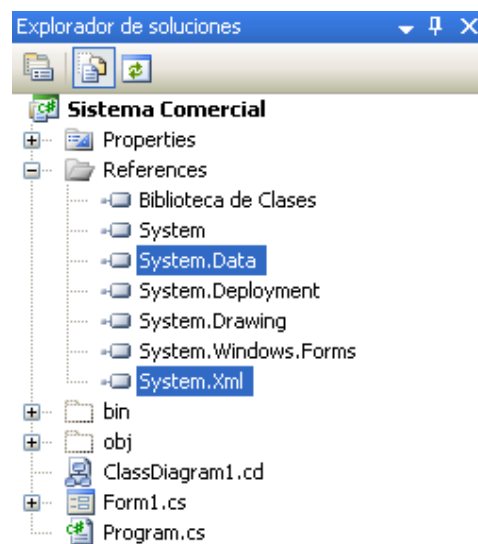 Explorador de soluciones
Sistema Comercial
Properties
References
Biblioteca de Clases
System
System.Data
System.Deployment
System.Drawing
System.Windows.Forms
System.Xml
bin
obj
ClassDiagram1.cd
Form1.cs
Program.cs